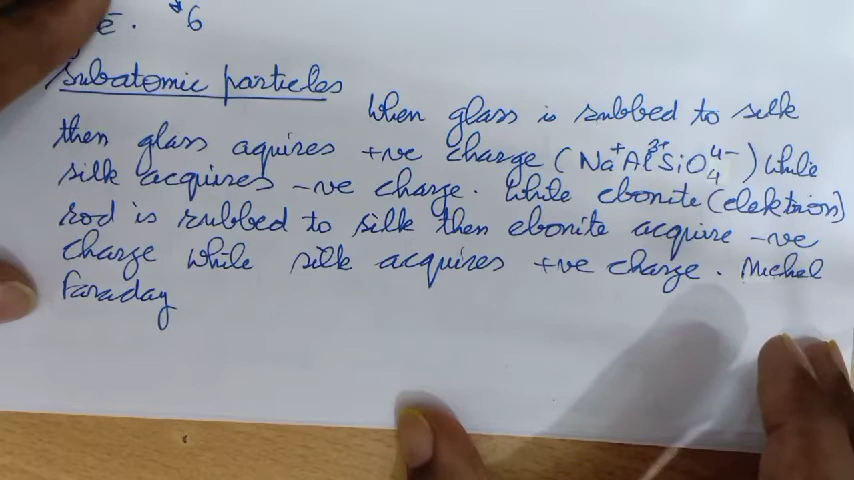 ē. *6
Subatomic particles
When glass is rubbed to silk
then glass aquires +ve charge (Na⁺Al³⁺SiO₄⁴⁻) while
silk acquires -ve charge. While ebonite (elektrion)
rod is rubbed to silk then ebonite acquire -ve
charge while silk acquires +ve charge. Michel
Faraday